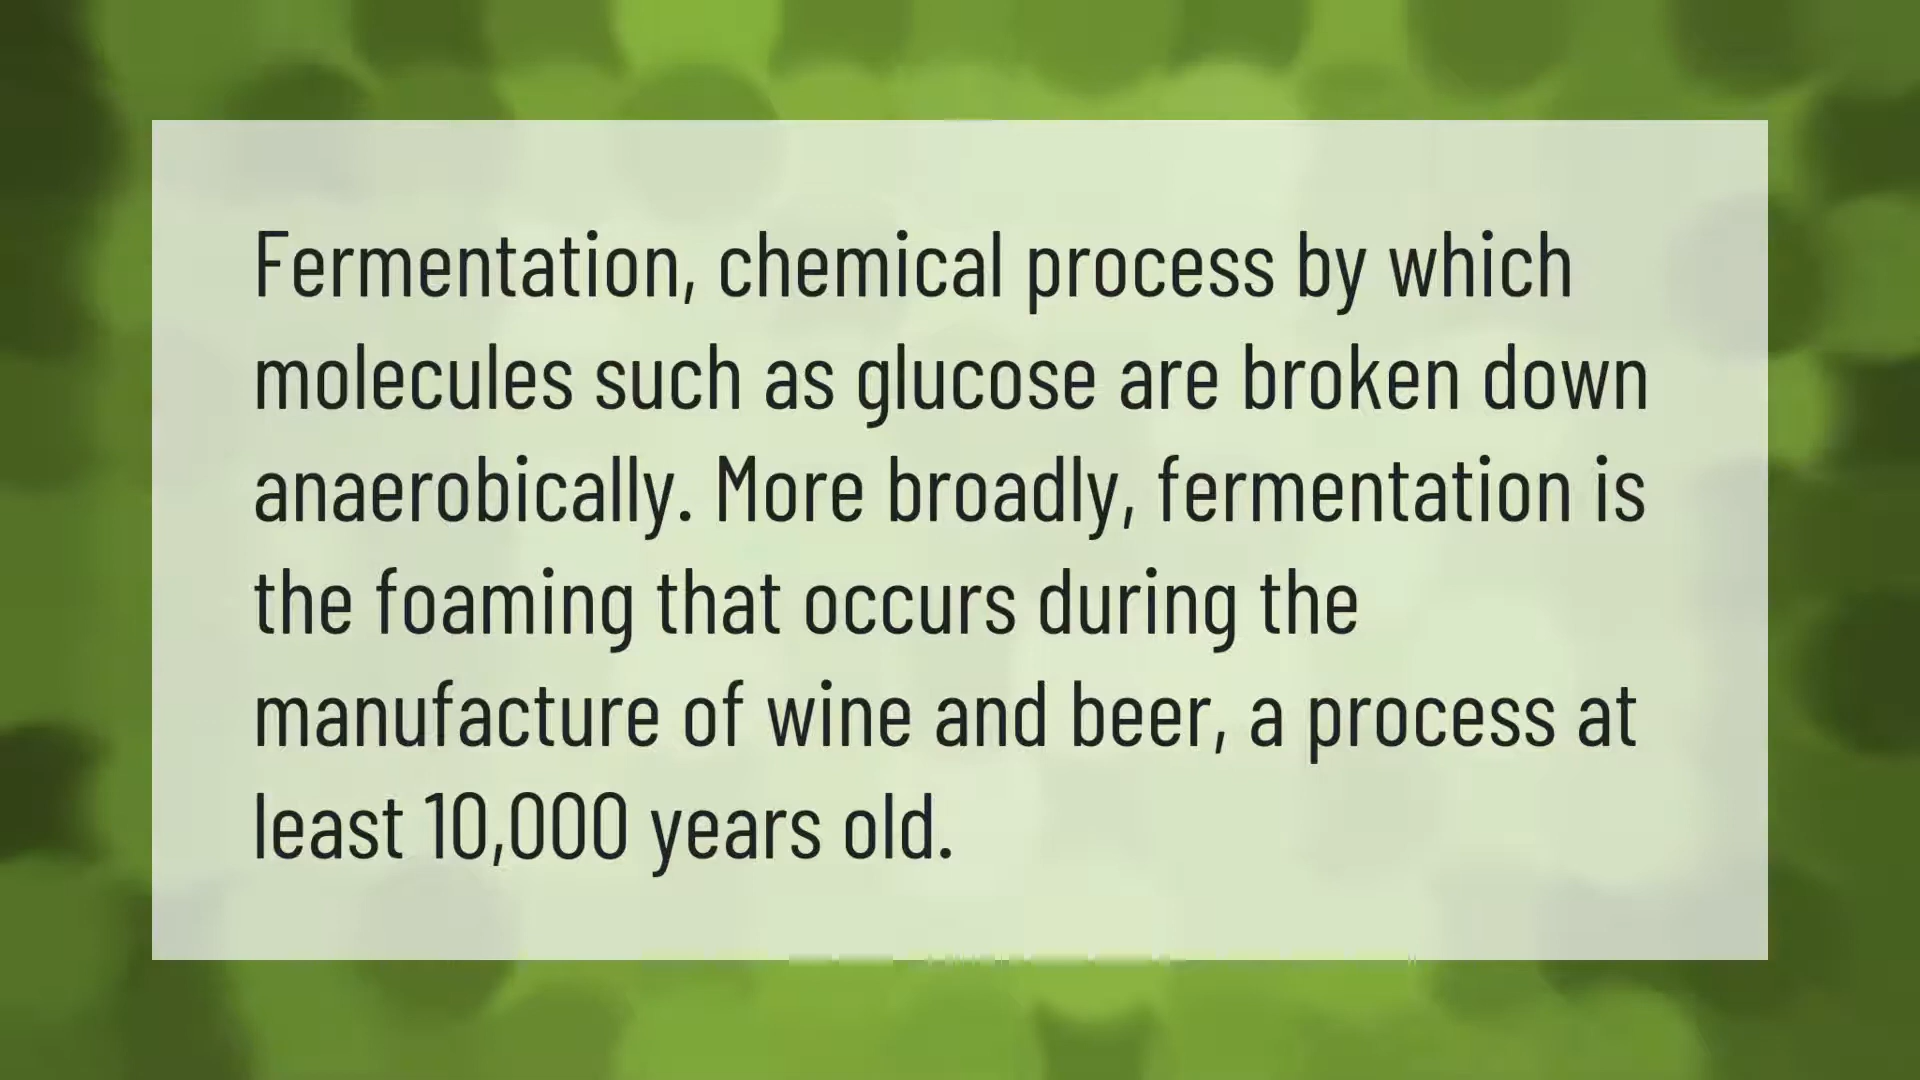 Fermentation, chemical process by which
molecules such as glucose are broken down
anaerobically. More broadly, fermentation is
the foaming that occurs during the
manufacture of wine and beer, a process at
least 10,000 years old.